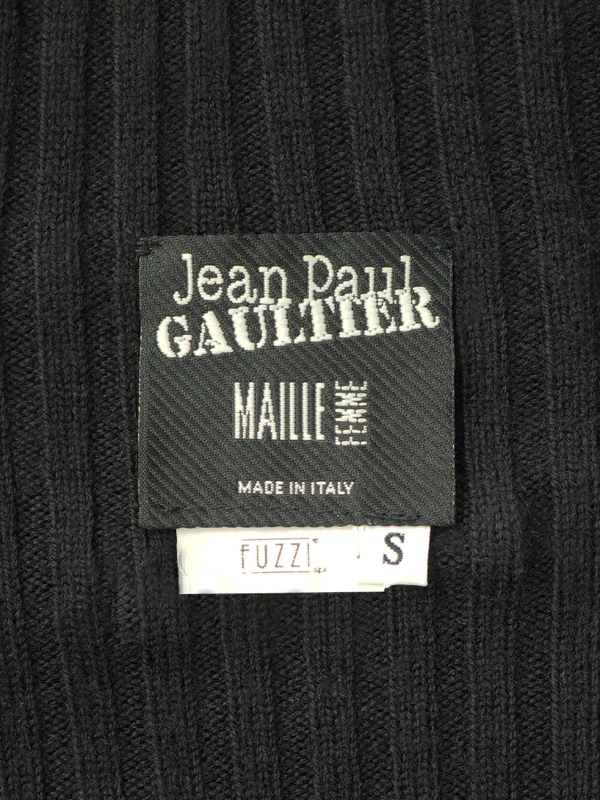 Jean Paul
GAULTIER
MAILLE FEMME
MADE IN ITALY
FUZZI S